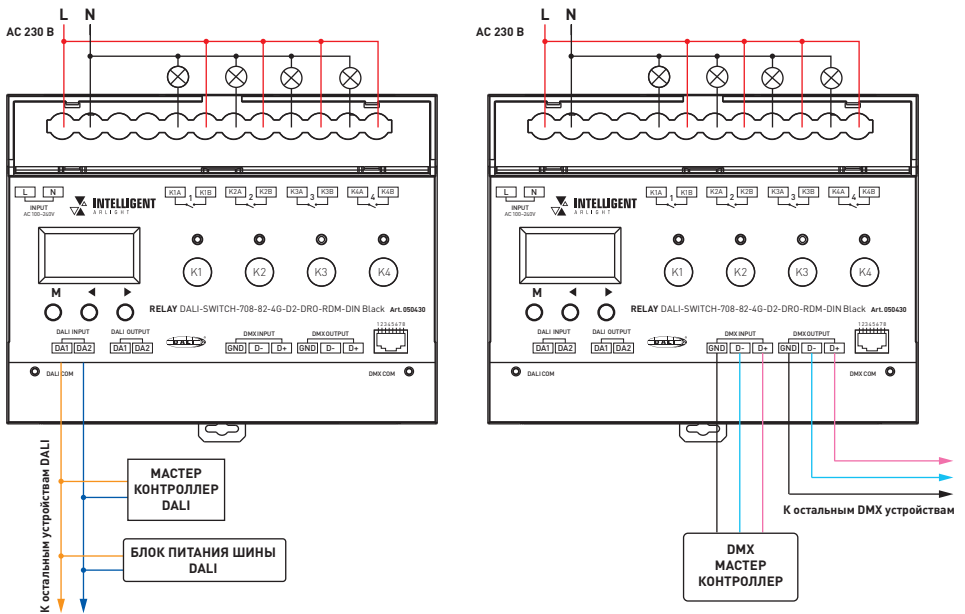 L N
AC 230 В
L N
INPUT
AC 100-240V
INTELLIGENT
ARLIGHT
K1A K1B K2A K2B K3A K3B K4A K4B
1 2 3 4
K1 K2 K3 K4
M
RELAY DALI-SWITCH-708-82-4G-D2-DRO-RDM-DIN Black Art. 050430
DALI INPUT DALI OUTPUT DMX INPUT DMX OUTPUT 12345678
DA1 DA2 DA1 DA2 DALI GND D- D+ GND D- D+
DALI COM DMX COM
К остальным устройствам DALI
МАСТЕР
КОНТРОЛЛЕР
DALI
БЛОК ПИТАНИЯ ШИНЫ
DALI
L N
AC 230 В
L N
INPUT
AC 100-240V
INTELLIGENT
ARLIGHT
K1A K1B K2A K2B K3A K3B K4A K4B
1 2 3 4
K1 K2 K3 K4
M
RELAY DALI-SWITCH-708-82-4G-D2-DRO-RDM-DIN Black Art. 050430
DALI INPUT DALI OUTPUT DMX INPUT DMX OUTPUT 12345678
DA1 DA2 DA1 DA2 DALI GND D- D+ GND D- D+
DALI COM DMX COM
К остальным DMX устройствам
DMX
МАСТЕР
КОНТРОЛЛЕР